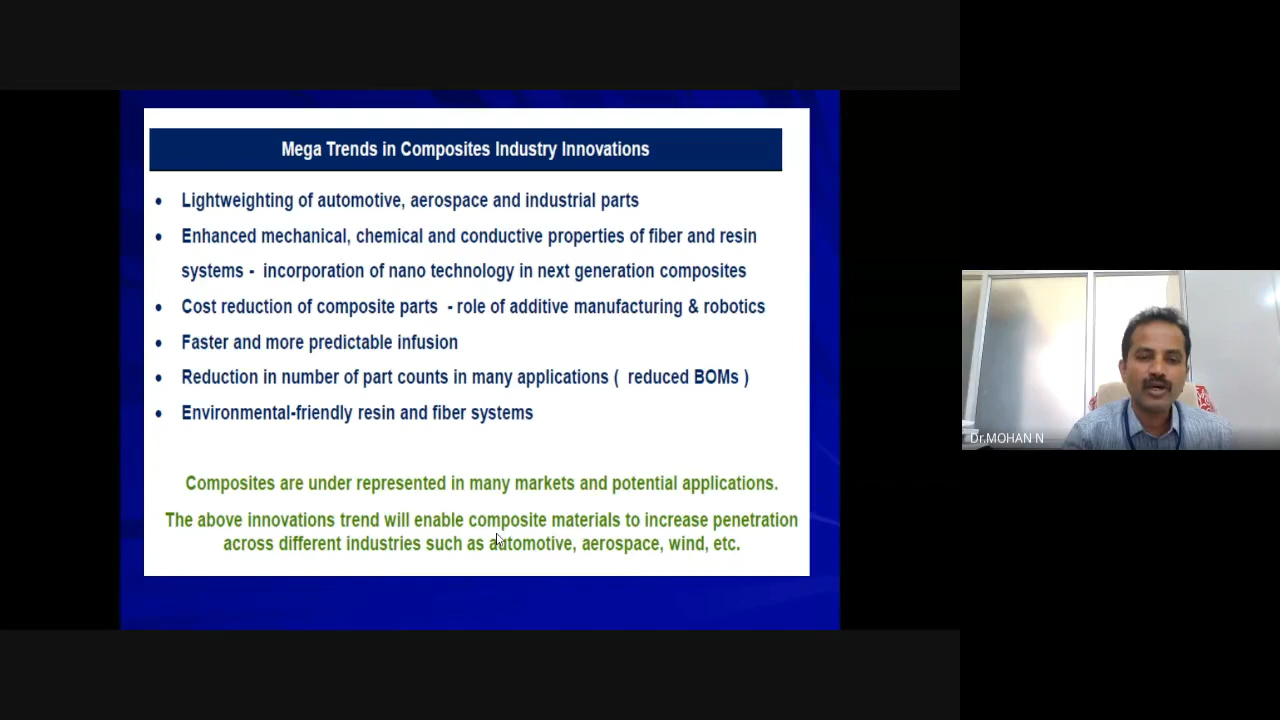 Mega Trends in Composites Industry Innovations
• Lightweighting of automotive, aerospace and industrial parts
• Enhanced mechanical, chemical and conductive properties of fiber and resin
systems - incorporation of nano technology in next generation composites
• Cost reduction of composite parts - role of additive manufacturing & robotics
• Faster and more predictable infusion
• Reduction in number of part counts in many applications ( reduced BOMs )
• Environmental-friendly resin and fiber systems
Composites are under represented in many markets and potential applications.
The above innovations trend will enable composite materials to increase penetration
across different industries such as automotive, aerospace, wind, etc.
Dr.MOHAN N